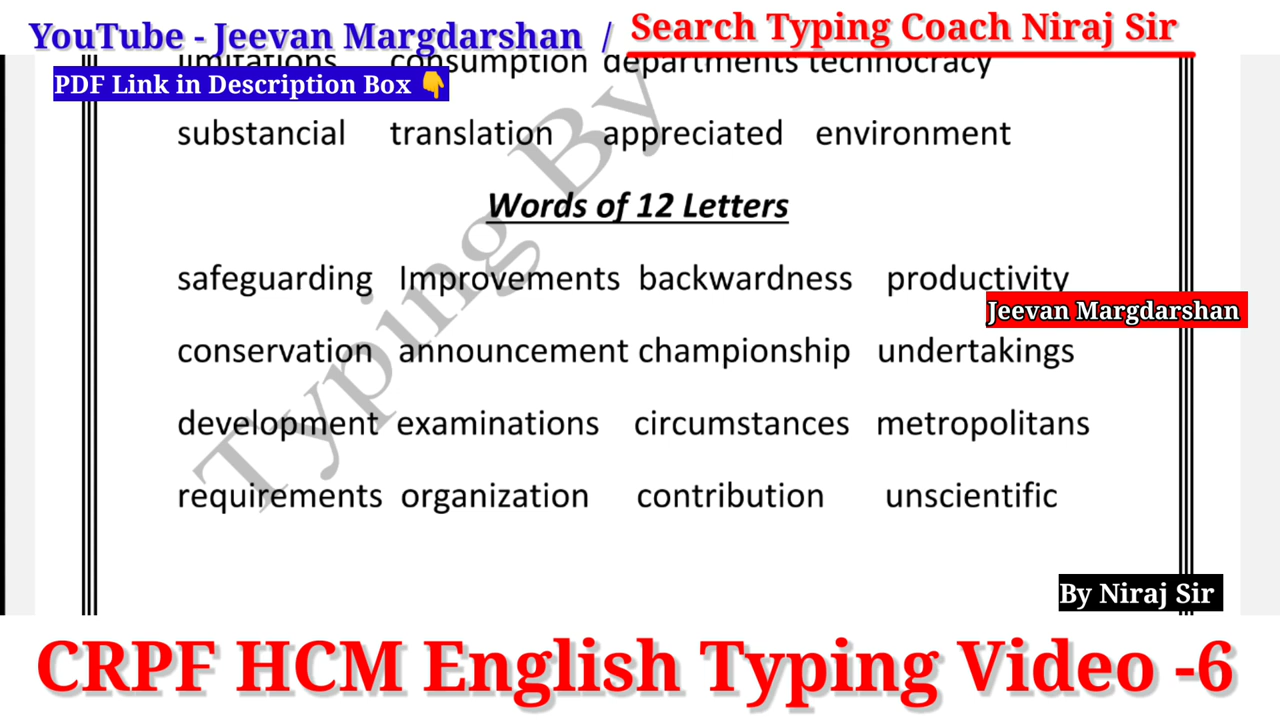 YouTube - Jeevan Margdarshan / Search Typing Coach Niraj Sir
limitations consumption departments technocracy
PDF Link in Description Box 👇
substancial translation appreciated environment
Words of 12 Letters
safeguarding Improvements backwardness productivity
Jeevan Margdarshan
conservation announcement championship undertakings
development examinations circumstances metropolitans
requirements organization contribution unscientific
Typing By
By Niraj Sir
CRPF HCM English Typing Video -6